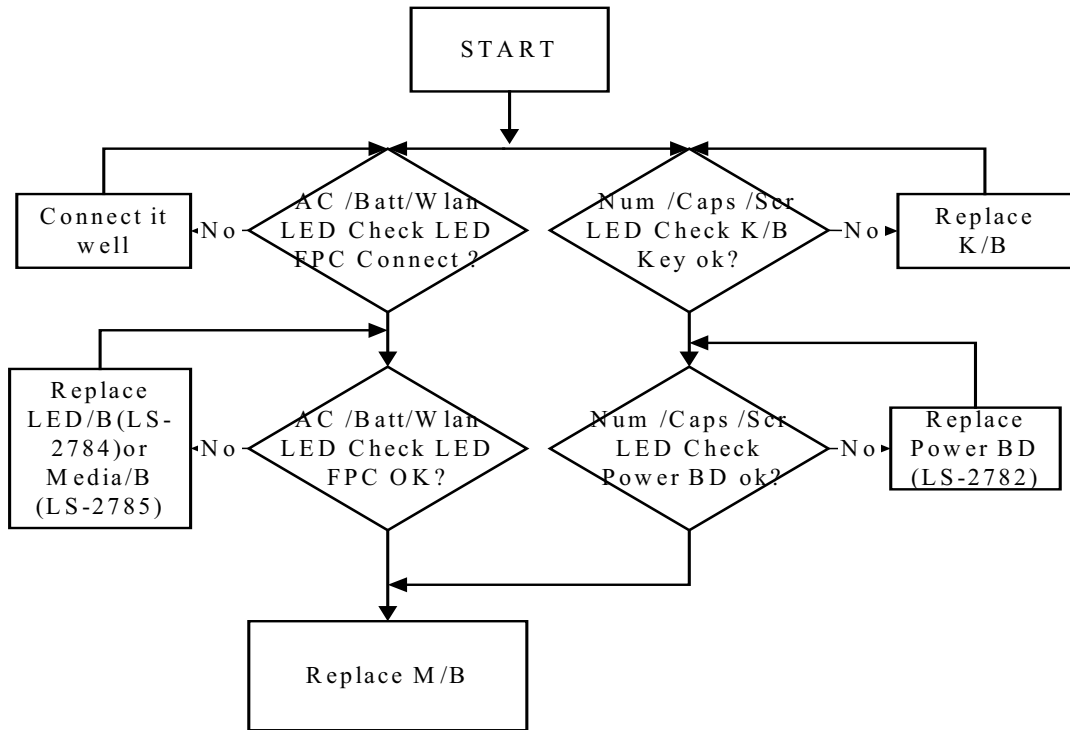 START
AC /Batt/Wlan
LED Check LED
FPC Connect ?
Num /Caps /Scr
LED Check K/B
Key ok?
Connect it
well
No
No
Replace
K/B
Replace
LED/B(LS-
2784)or
Media/B
(LS-2785)
No
AC /Batt/Wlan
LED Check LED
FPC OK?
Num /Caps /Scr
LED Check
Power BD ok?
No
Replace
Power BD
(LS-2782)
Replace M/B